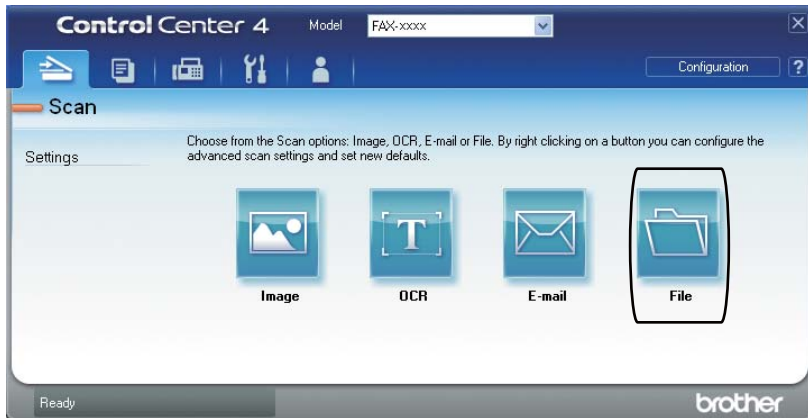 ControlCenter 4 Model FAX-xxxx
Configuration ?
Scan
Settings
Choose from the Scan options: Image, OCR, E-mail or File. By right clicking on a button you can configure the
advanced scan settings and set new defaults.
T
Image OCR E-mail File
Ready brother